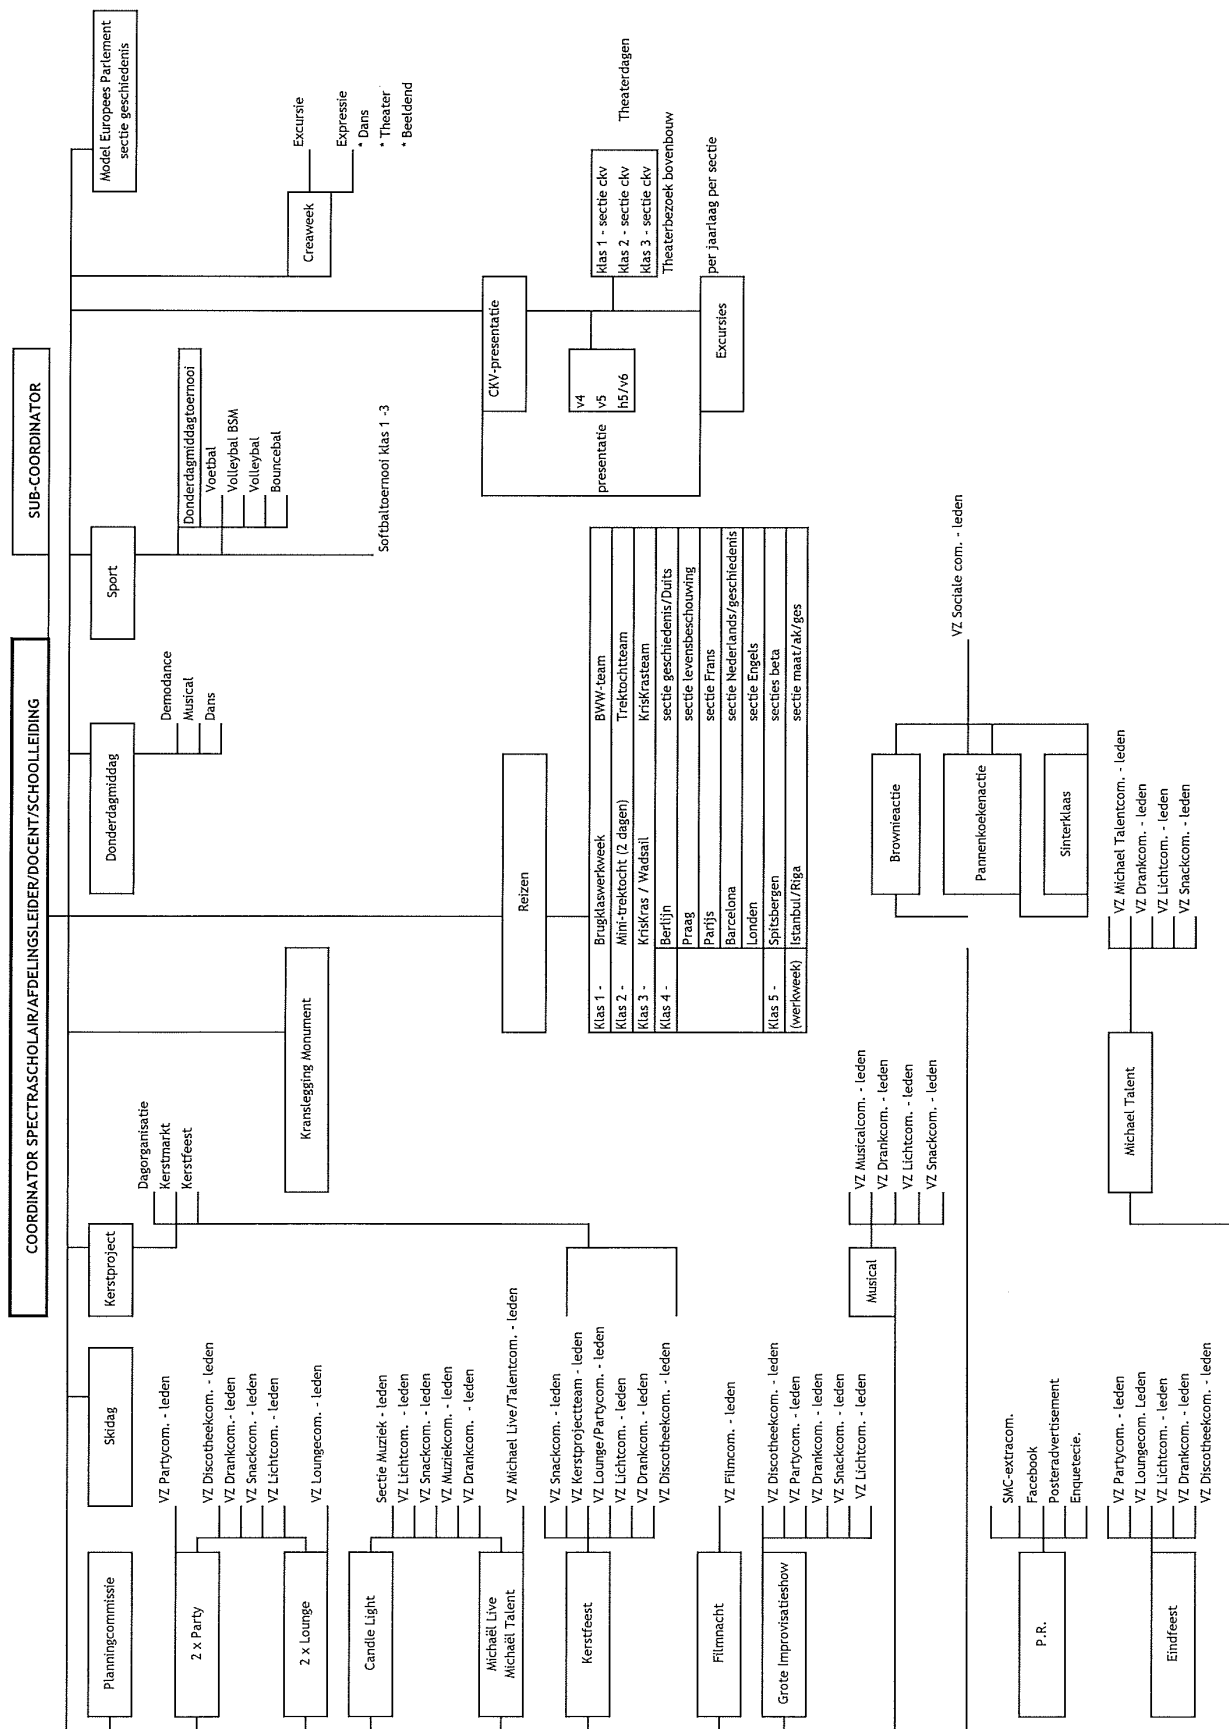 COORDINATOR SPECTRASCHOLAIR/AFDELINGSLEIDER/DOCENT/SCHOOLLEIDING
SUB-COORDINATOR
Planningcommissie
Skidag
Kerstproject
Dagorganisatie
Kerstmarkt
Kerstfeest
Kranslegging Monument
Donderdagmiddag
Demodance
Musical
Dans
Sport
Donderdagmiddagtoernooi
Voetbal
Volleybal BSM
Volleybal
Bouncebal
Softbaltoernooi klas 1 -3
Model Europees Parlement
sectie geschiedenis
Creaweek
Excursie
Expressie
* Dans
* Theater
* Beeldend
CKV-presentatie
presentatie
v4
v5
h5/v6
klas 1 - sectie ckv
klas 2 - sectie ckv
klas 3 - sectie ckv
Theaterdagen
Theaterbezoek bovenbouw
Excursies
per jaarlaag per sectie
Reizen
Klas 1 - Brugklaswerkweek BWW-team
Klas 2 - Mini-trektocht (2 dagen) Trektochtteam
Klas 3 - KrisKras / Wadsail KrisKrasteam
Klas 4 - Berlijn sectie geschiedenis/Duits
Praag sectie levensbeschouwing
Parijs sectie Frans
Barcelona sectie Nederlands/geschiedenis
Londen sectie Engels
Klas 5 - Spitsbergen secties beta
(werkweek) Istanbul/Riga sectie maat/ak/ges
2 x Party
VZ Partycom. - leden
VZ Discotheekcom. - leden
VZ Drankcom.- leden
VZ Snackcom. - leden
VZ Lichtcom. - leden
2 x Lounge
VZ Loungecom. - leden
Candle Light
Sectie Muziek - leden
VZ Lichtcom. - leden
VZ Snackcom. - leden
VZ Muziekcom. - leden
VZ Drankcom. - leden
Michaël Live
Michaël Talent
VZ Michael Live/Talentcom. - leden
Kerstfeest
VZ Snackcom. - leden
VZ Kerstprojectteam - leden
VZ Lounge/Partycom. - leden
VZ Lichtcom. - leden
VZ Drankcom. - leden
VZ Discotheekcom. - leden
Filmnacht
VZ Filmcom. - leden
Grote Improvisatieshow
VZ Discotheekcom. - leden
VZ Partycom. - leden
VZ Drankcom. - leden
VZ Snackcom. - leden
VZ Lichtcom. - leden
Musical
VZ Musicalcom. - leden
VZ Drankcom. - leden
VZ Lichtcom. - leden
VZ Snackcom. - leden
Brownieactie
Pannenkoekenactie
Sinterklaas
VZ Sociale com. - leden
P.R.
SMC-extracom.
Facebook
Posteradvertisement
Enquetecie.
Eindfeest
VZ Partycom. - leden
VZ Loungecom. Leden
VZ Lichtcom. - leden
VZ Drankcom. - leden
VZ Discotheekcom. - leden
Michael Talent
VZ Michael Talentcom. - leden
VZ Drankcom. - leden
VZ Lichtcom. - leden
VZ Snackcom. - leden